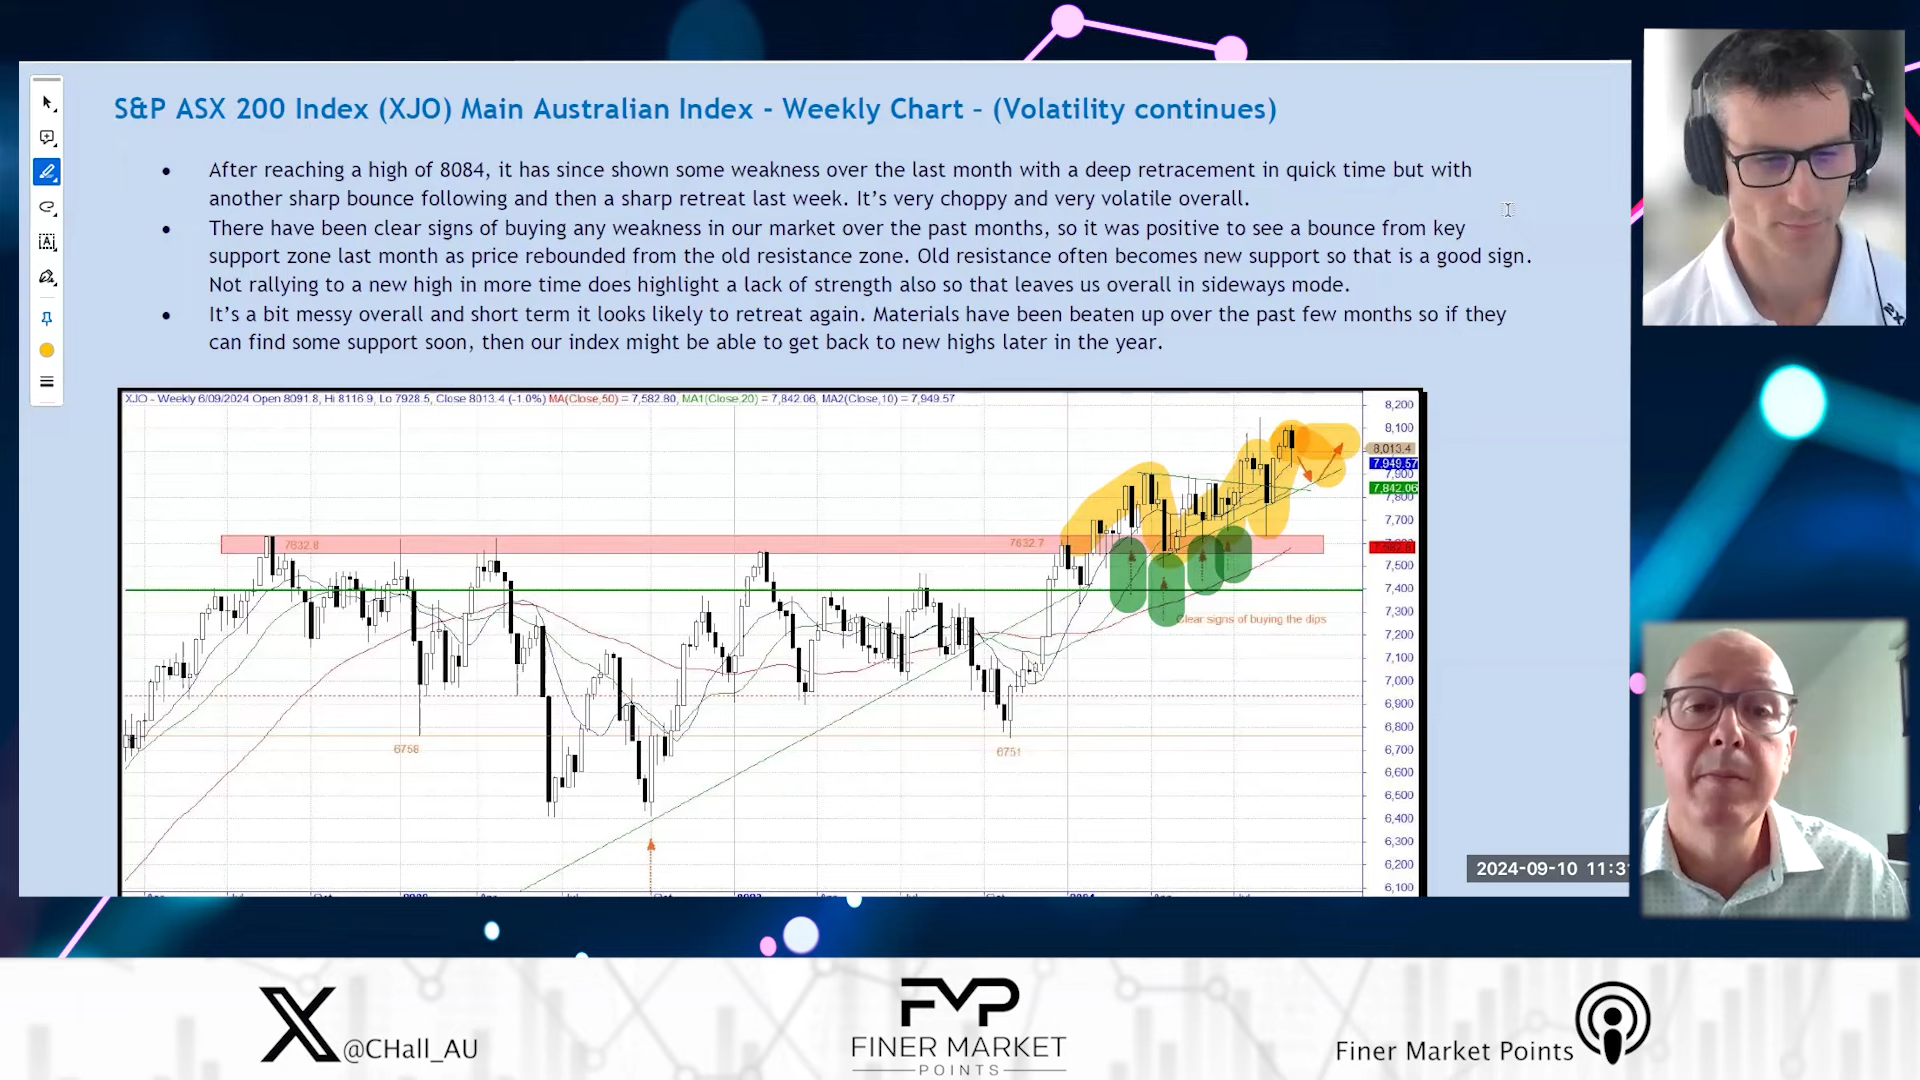 S&P ASX 200 Index (XJO) Main Australian Index - Weekly Chart – (Volatility continues)
• After reaching a high of 8084, it has since shown some weakness over the last month with a deep retracement in quick time but with
another sharp bounce following and then a sharp retreat last week. It’s very choppy and very volatile overall.
• There have been clear signs of buying any weakness in our market over the past months, so it was positive to see a bounce from key
support zone last month as price rebounded from the old resistance zone. Old resistance often becomes new support so that is a good sign.
Not rallying to a new high in more time does highlight a lack of strength also so that leaves us overall in sideways mode.
• It’s a bit messy overall and short term it looks likely to retreat again. Materials have been beaten up over the past few months so if they
can find some support soon, then our index might be able to get back to new highs later in the year.
XJO - Weekly 6/09/2024 Open 8091.8, Hi 8116.9, Lo 7928.5, Close 8013.4 (-1.0%) MA(Close,50) = 7,582.80, MA1(Close,20) = 7,842.06, MA2(Close,10) = 7,949.57
8,200
8,100
8,013.4
7,949.57
7,900
7,842.06
7,800
7,700
7632.8
7632.7
7,500
7,400
7,300
Clear signs of buying the dips
7,200
7,100
7,000
6,900
6,800
6758
6751
6,700
6,600
6,500
6,400
6,300
6,200
6,100
2024-09-10 11:3
@CHall_AU
FMP
FINER MARKET
POINTS
Finer Market Points